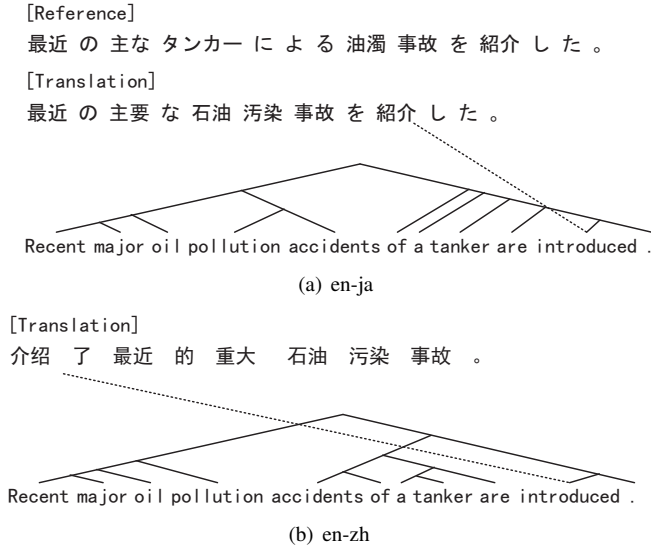 [Reference]
最近 の 主な タンカー に よ る 油濁 事故 を 紹介 し た 。
[Translation]
最近 の 主要 な 石油 汚染 事故 を 紹介 し た 。
Recent major oil pollution accidents of a tanker are introduced .
(a) en-ja
[Translation]
介绍 了 最近 的 重大 石油 污染 事故 。
Recent major oil pollution accidents of a tanker are introduced .
(b) en-zh